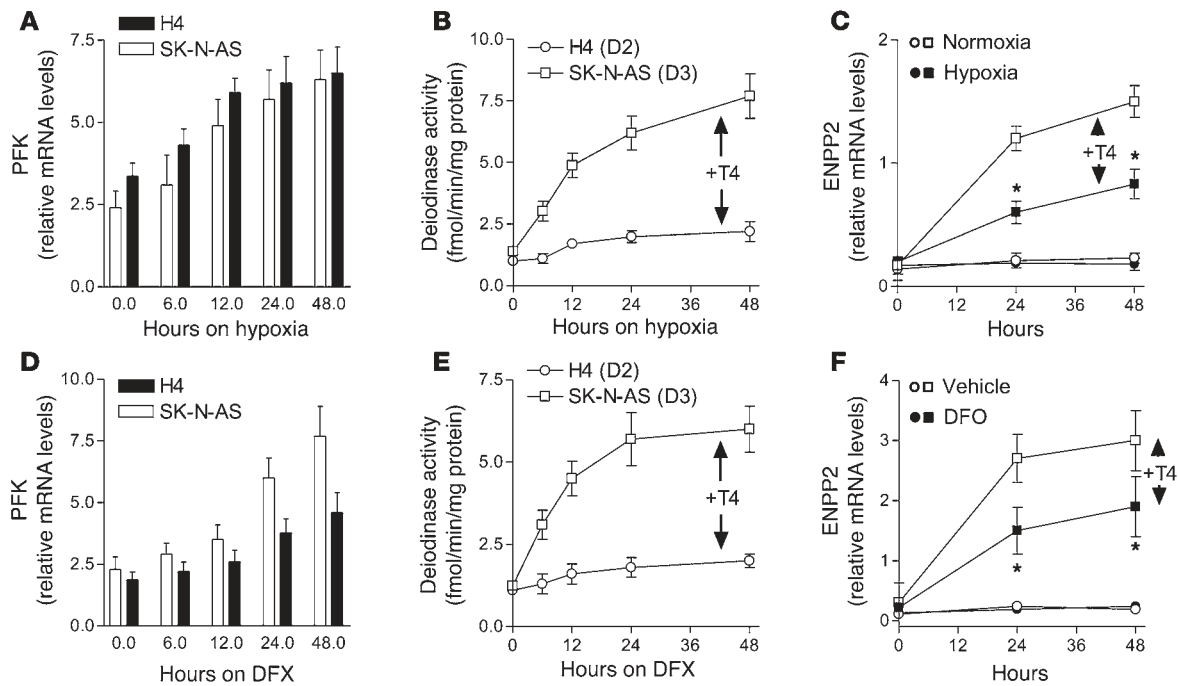 A
H4
SK-N-AS
PFK
(relative mRNA levels)
7.5
5.0
2.5
0.0
0.0 6.0 12.0 24.0 48.0
Hours on hypoxia
B
H4 (D2)
SK-N-AS (D3)
Deiodinase activity
(fmol/min/mg protein)
10.0
7.5
5.0
2.5
0.0
+T4
0 12 24 36 48
Hours on hypoxia
C
Normoxia
Hypoxia
ENPP2
(relative mRNA levels)
2
1
0
+T4
*
*
0 12 24 36 48
Hours
D
H4
SK-N-AS
PFK
(relative mRNA levels)
10.0
7.5
5.0
2.5
0.0
0.0 6.0 12.0 24.0 48.0
Hours on DFX
E
H4 (D2)
SK-N-AS (D3)
Deiodinase activity
(fmol/min/mg protein)
7.5
5.0
2.5
0.0
+T4
0 12 24 36 48
Hours on DFX
F
Vehicle
DFO
ENPP2
(relative mRNA levels)
4
3
2
1
0
+T4
*
*
0 12 24 36 48
Hours